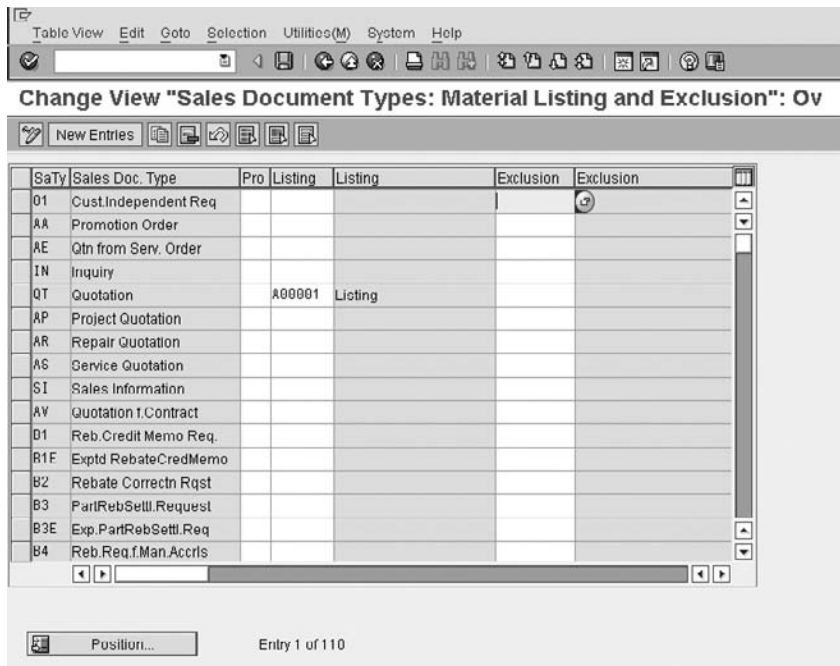 Table View Edit Goto Selection Utilities(M) System Help
Change View "Sales Document Types: Material Listing and Exclusion": Ov
New Entries
SaTy Sales Doc. Type Pro Listing Listing Exclusion Exclusion
01 Cust.Independent Req
AA Promotion Order
AE Qtn from Serv. Order
IN Inquiry
QT Quotation A00001 Listing
AP Project Quotation
AR Repair Quotation
AS Service Quotation
SI Sales Information
AV Quotation f.Contract
B1 Reb.Credit Memo Req.
B1E Exptd RebateCredMemo
B2 Rebate Correctn Rqst
B3 PartRebSettl.Request
B3E Exp.PartRebSettl.Req
B4 Reb.Req.f.Man.Accrls
Position... Entry 1 of 110